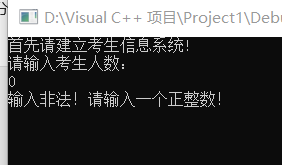 D:\Visual C++ 项目\Project1\Debu
首先请建立考生信息系统!
请输入考生人数:
0
输入非法! 请输入一个正整数!